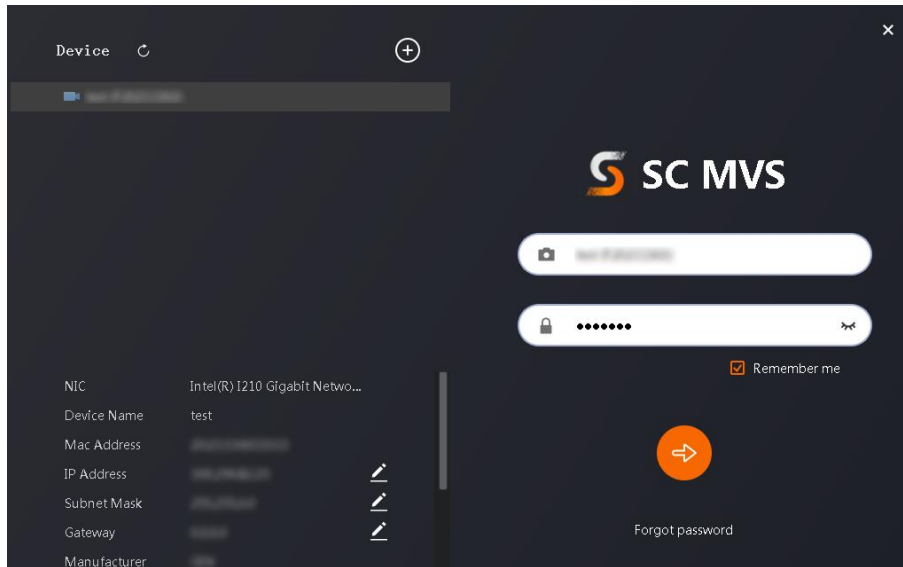 Device
SC MVS
Remember me
NIC Intel(R) I210 Gigabit Netwo...
Device Name test
Mac Address
IP Address
Subnet Mask
Gateway
Manufacturer
Forgot password